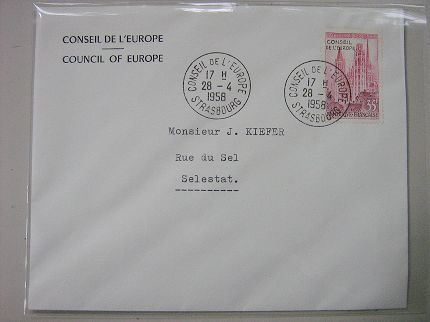 CONSEIL DE L'EUROPE
COUNCIL OF EUROPE
CONSEIL DE L'EUROPE
17 H
28 - 4
1958
STRASBOURG
CONSEIL DE L'EUROPE
17 H
28 - 4
1958
STRASBOURG
CONSEIL
DE L'EUROPE
35F
Monsieur J. KIEFER
Rue du Sel
Selestat.